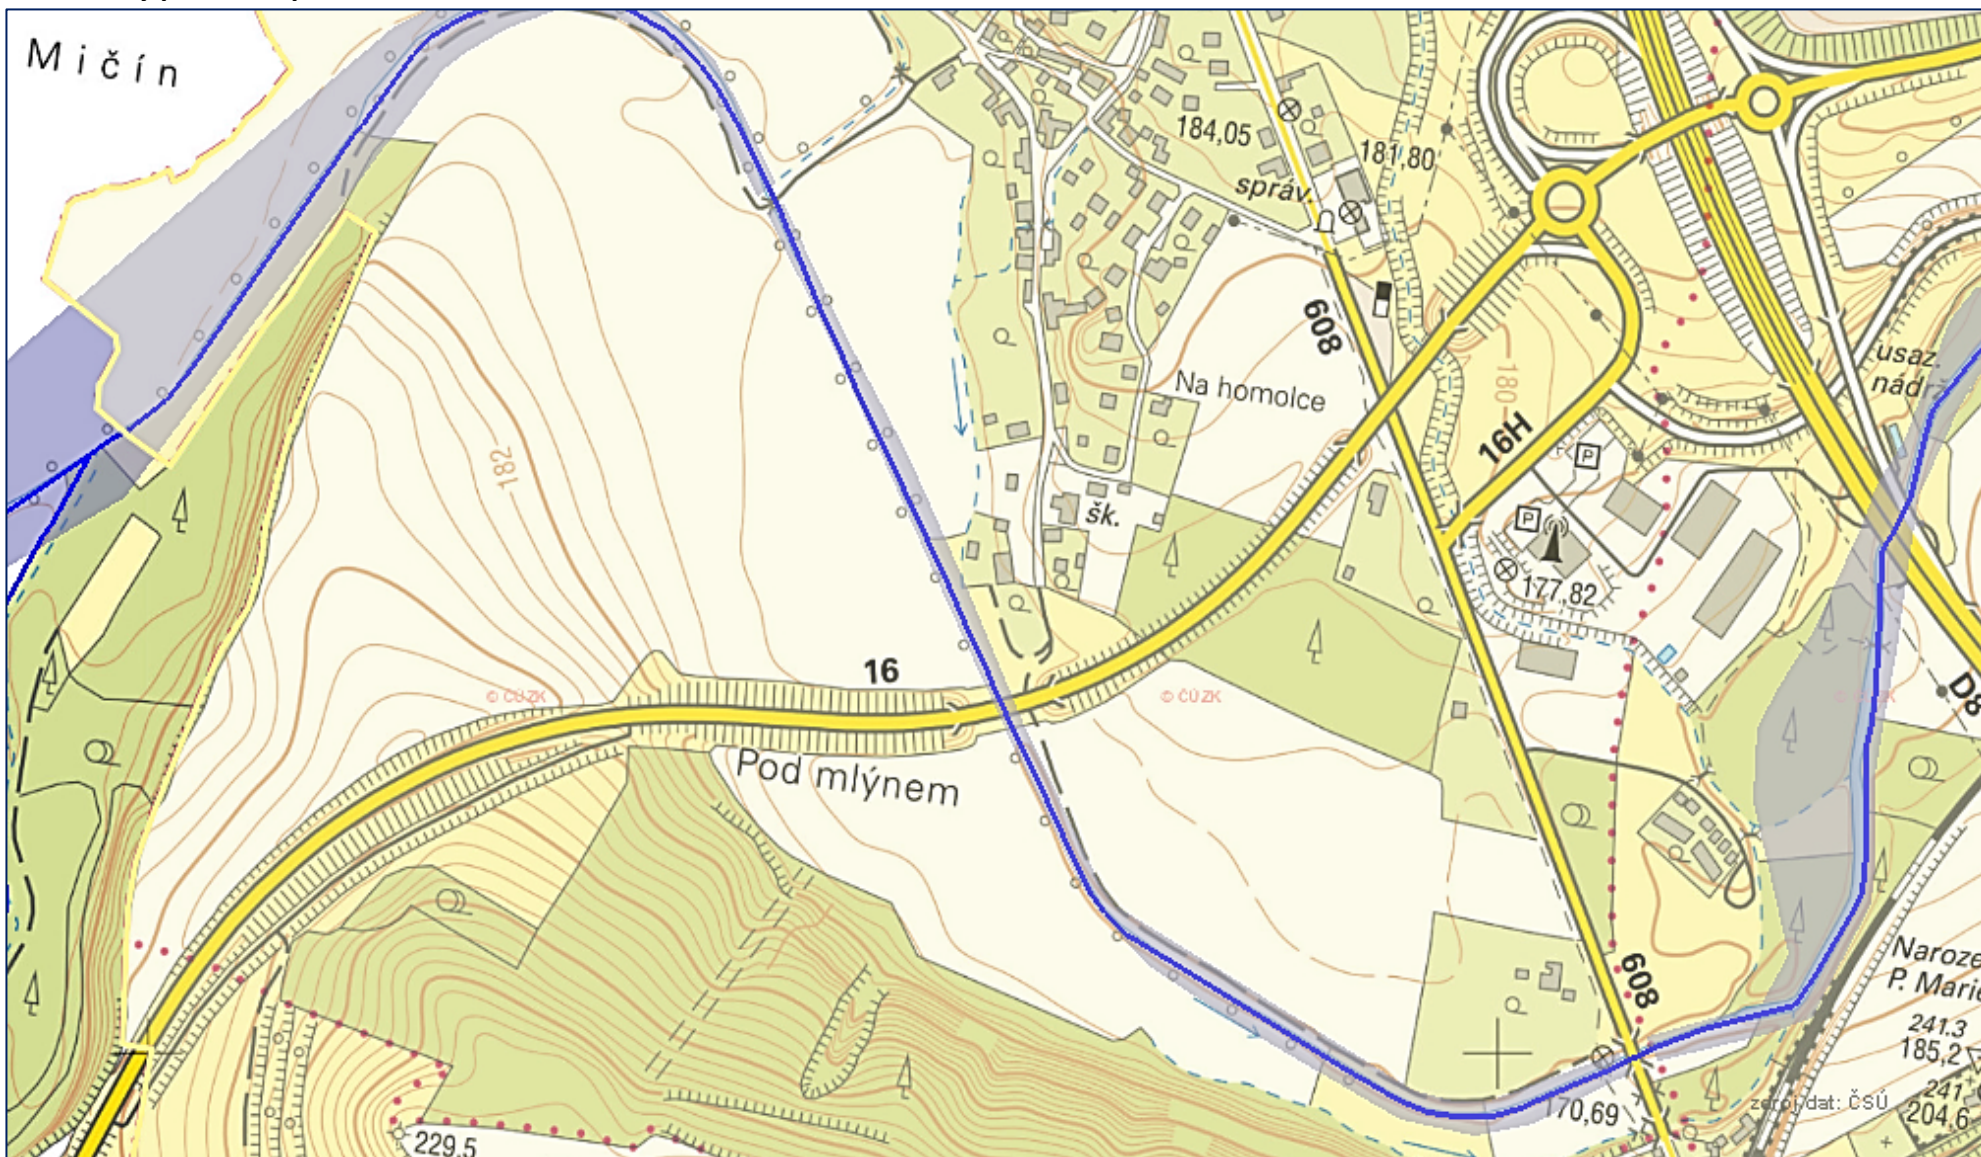 Mičín
184,05
181,80
správ.
608
Na homolce
180
usaz.
nádr
16H
182
šk.
P
P
177,82
16
© ČÚZK
© ČÚZK
© ČÚZK
D8
Pod mlýnem
608
Naroze
P. Marie
241.3
185,2
241.
204,6
170,69
zdroj dat: ČSÚ
229,5